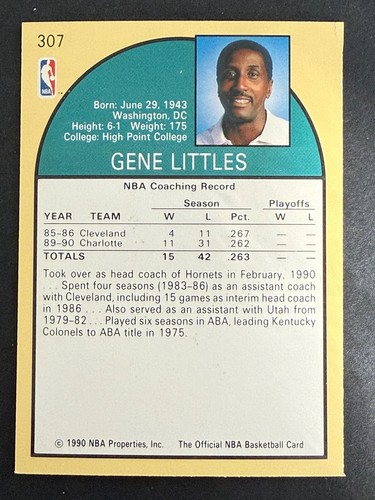 307
NBA
Born: June 29, 1943
Washington, DC
Height: 6-1 Weight: 175
College: High Point College
GENE LITTLES
NBA Coaching Record
Season Playoffs
YEAR TEAM W L Pct. W L
85-86 Cleveland 4 11 .267 — —
89-90 Charlotte 11 31 .262 — —
TOTALS 15 42 .263 — —
Took over as head coach of Hornets in February, 1990
. . . Spent four seasons (1983-86) as an assistant coach
with Cleveland, including 15 games as interim head coach
in 1986 . . . Also served as an assistant with Utah from
1979-82 . . . Played six seasons in ABA, leading Kentucky
Colonels to ABA title in 1975.
© 1990 NBA Properties, Inc. The Official NBA Basketball Card